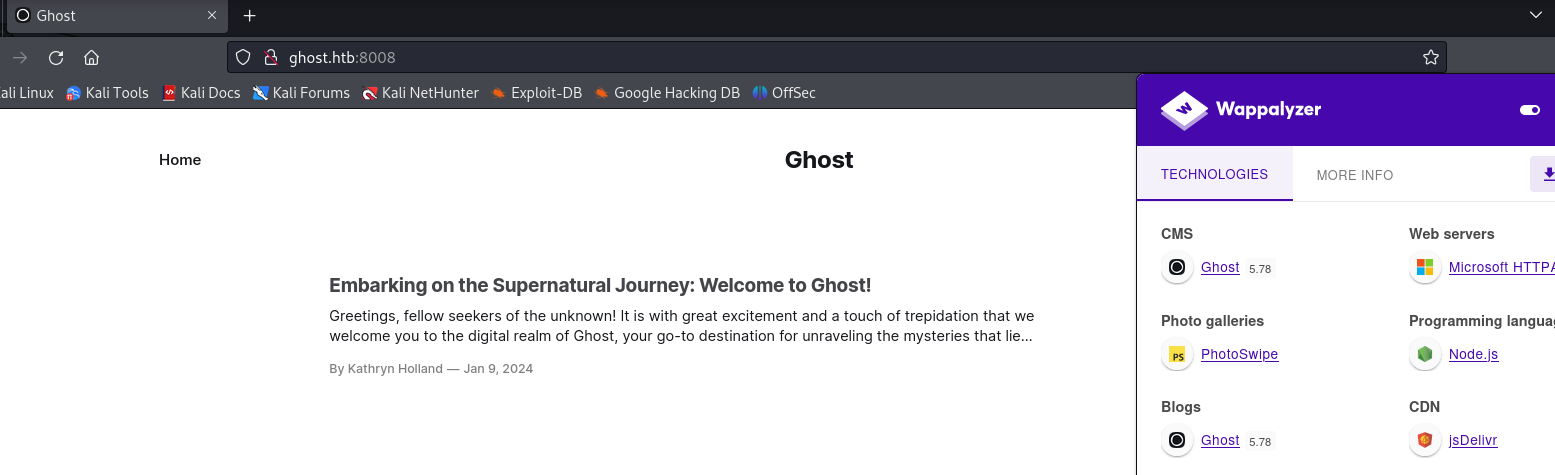 Ghost
ghost.htb:8008
Kali Linux Kali Tools Kali Docs Kali Forums Kali NetHunter Exploit-DB Google Hacking DB OffSec
Wappalyzer
Home
Ghost
TECHNOLOGIES MORE INFO
CMS Web servers
Ghost 5.78 Microsoft HTTPA
Embarking on the Supernatural Journey: Welcome to Ghost!
Greetings, fellow seekers of the unknown! It is with great excitement and a touch of trepidation that we
welcome you to the digital realm of Ghost, your go-to destination for unraveling the mysteries that lie...
By Kathryn Holland — Jan 9, 2024
Photo galleries Programming langua
PS PhotoSwipe Node.js
Blogs CDN
Ghost 5.78 jsDelivr